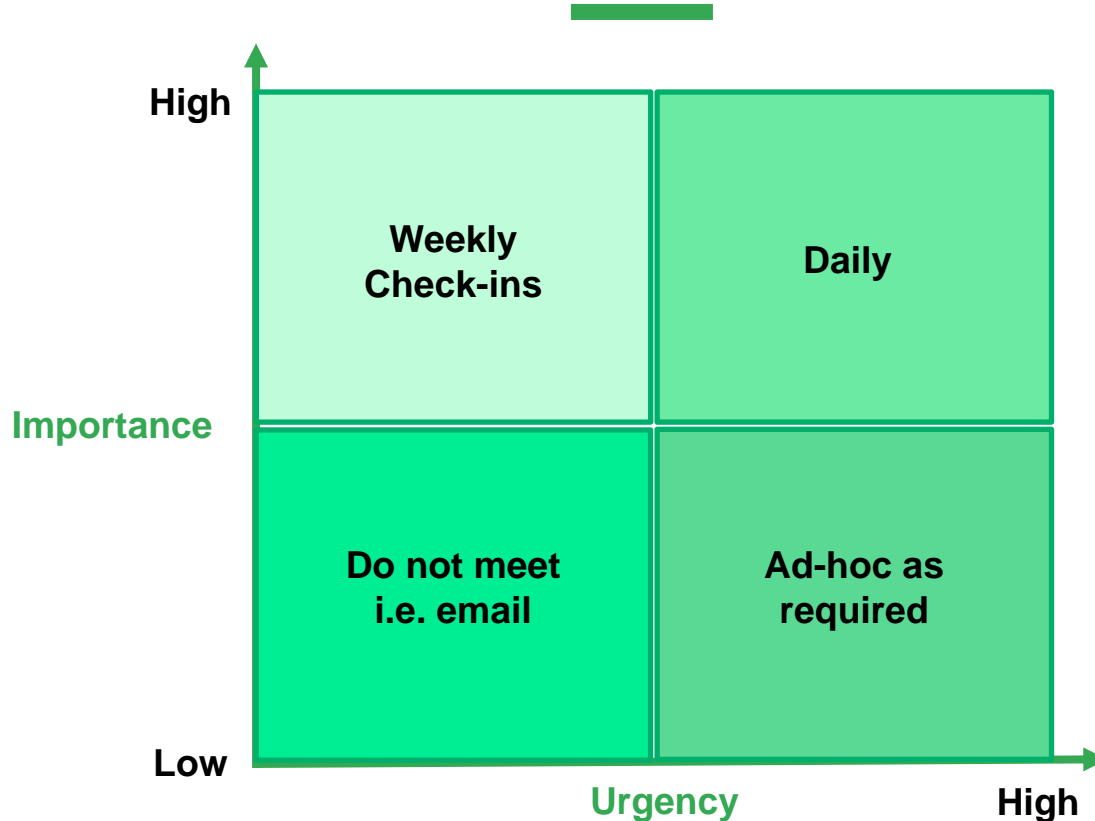 High
Weekly
Check-ins
Daily
Importance
Do not meet
i.e. email
Ad-hoc as
required
Low
Urgency
High